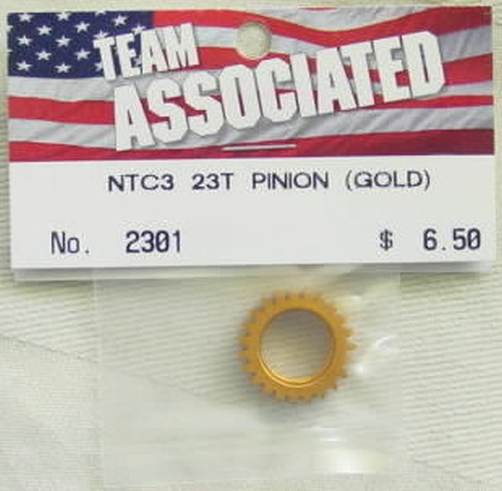 TEAM
ASSOCIATED
NTC3 23T PINION (GOLD)
No. 2301 $ 6.50